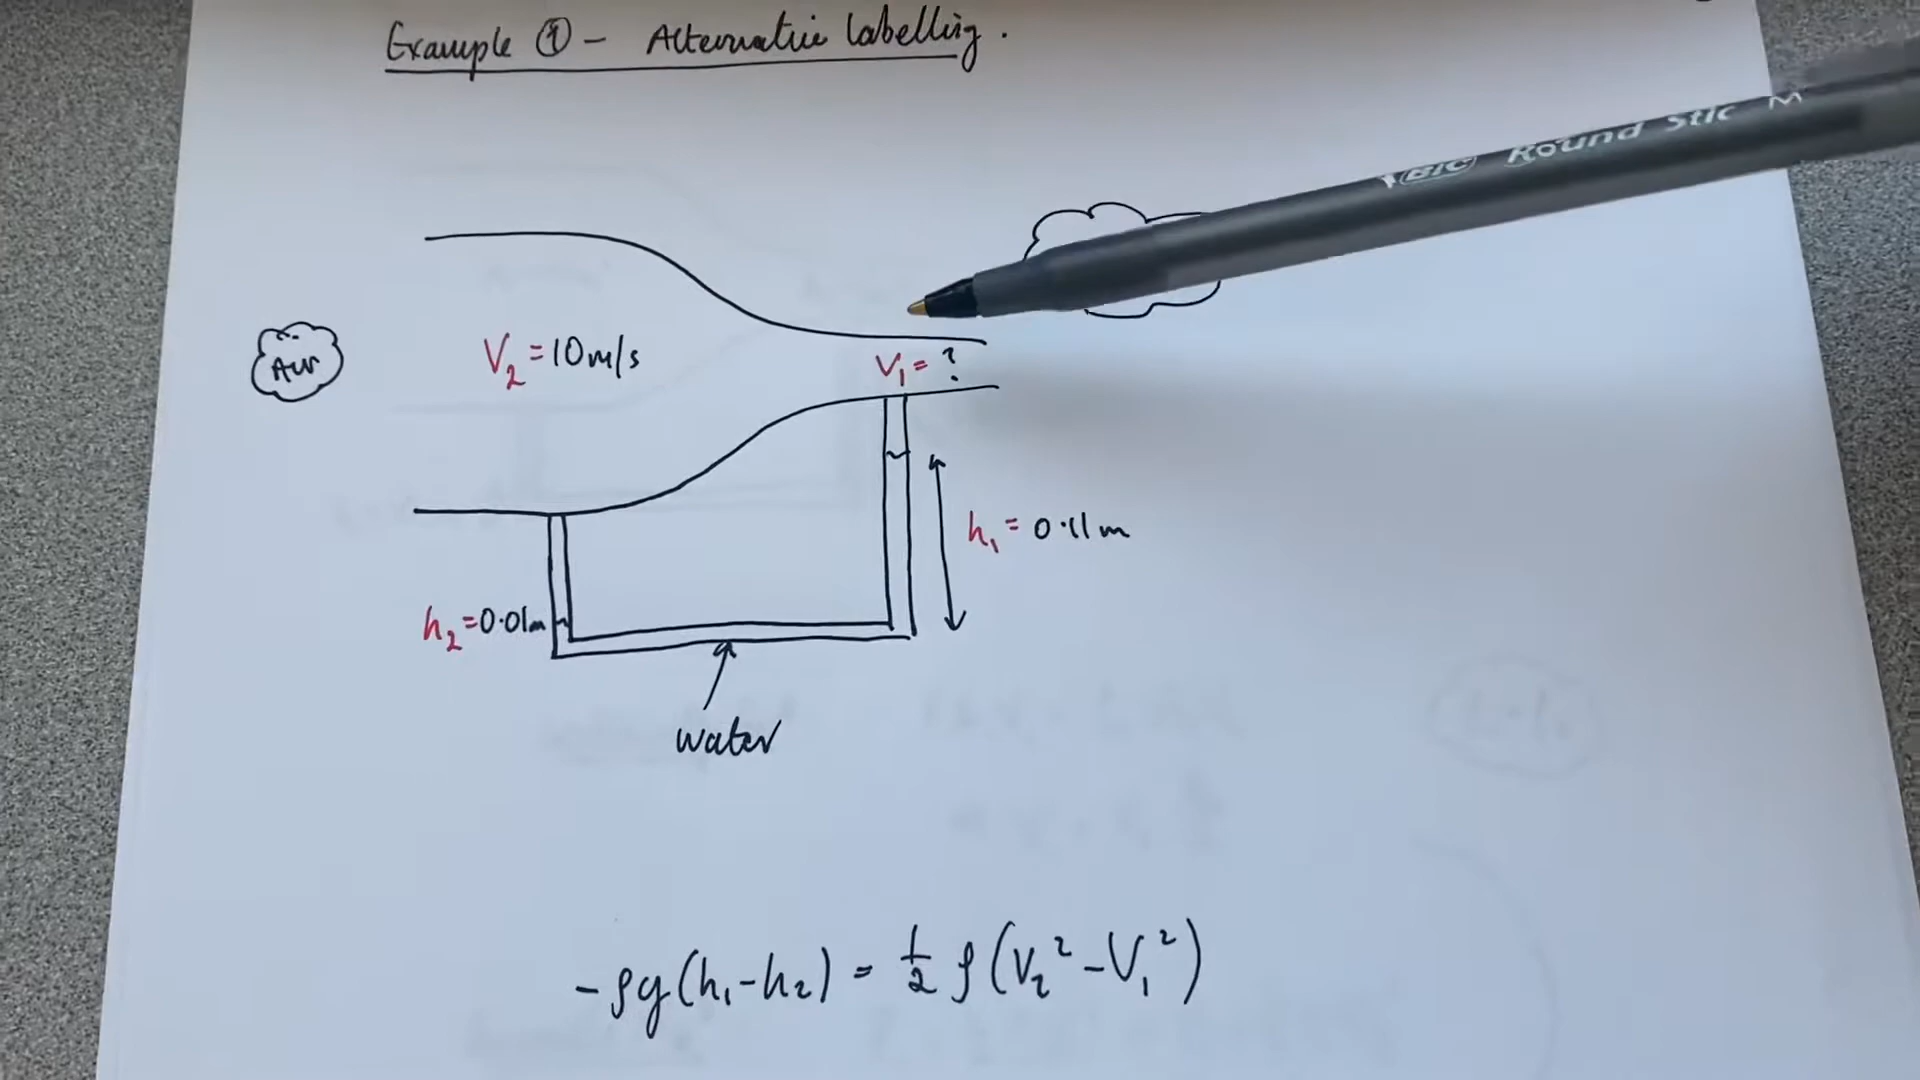 Example ① - Alternative labelling.
BIC Round Stic M
Air
V₂ = 10m/s
V₁ = ?
h₁ = 0.11m
h₂ = 0.01m
water
-ρg(h₁-h₂) = ½ρ(V₂²-V₁²)